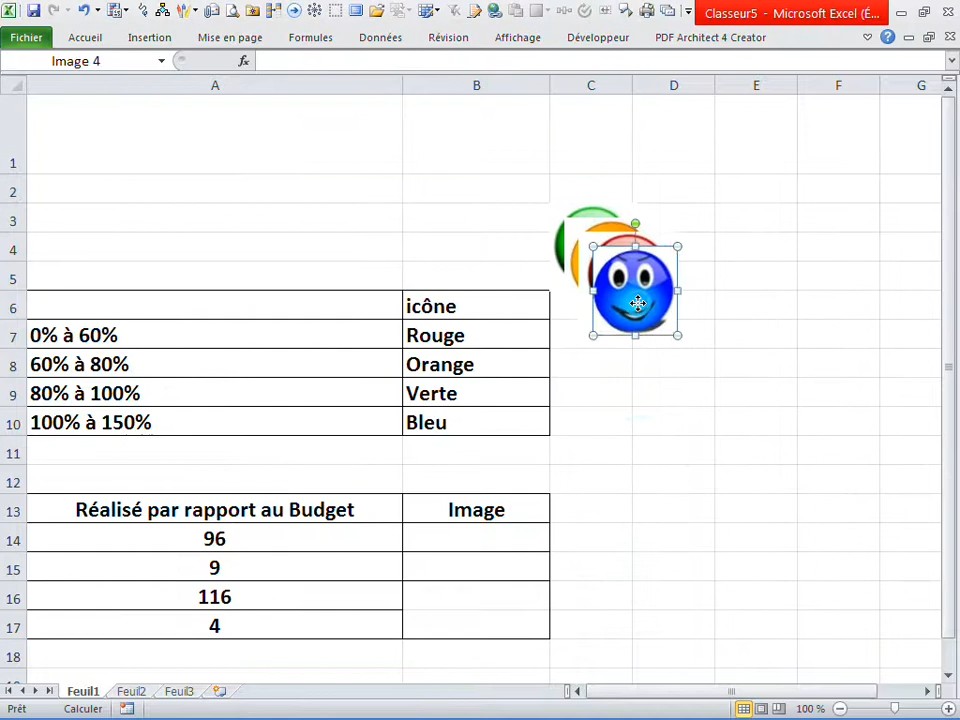 Classeur5 - Microsoft Excel (É...
Fichier Accueil Insertion Mise en page Formules Données Révision Affichage Développeur PDF Architect 4 Creator
Image 4 fx
A B C D E F G
1
2
3
4
5
6 icône
7 0% à 60% Rouge
8 60% à 80% Orange
9 80% à 100% Verte
10 100% à 150% Bleu
11
12
13 Réalisé par rapport au Budget Image
14 96
15 9
16 116
17 4
18
Feuil1 Feuil2 Feuil3
Prêt Calculer 100 %